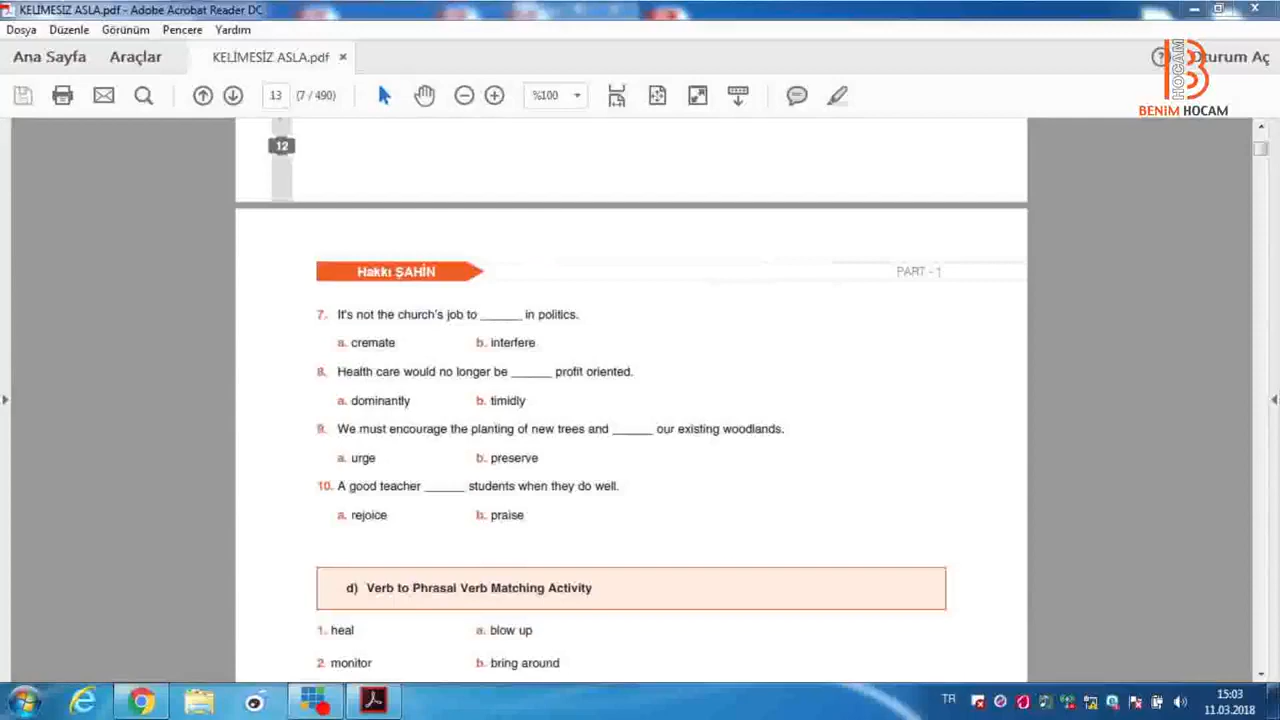 KELİMESİZ ASLA.pdf - Adobe Acrobat Reader DC
Dosya Düzenle Görünüm Pencere Yardım
Ana Sayfa Araçlar KELİMESİZ ASLA.pdf × Oturum Aç
HOCAM
BENİM HOCAM
13 (7 / 490) %100
12
Hakkı ŞAHİN PART - 1
7. It's not the church's job to ______ in politics.
a. cremate b. interfere
8. Health care would no longer be ______ profit oriented.
a. dominantly b. timidly
9. We must encourage the planting of new trees and ______ our existing woodlands.
a. urge b. preserve
10. A good teacher ______ students when they do well.
a. rejoice b. praise
d) Verb to Phrasal Verb Matching Activity
1. heal a. blow up
2. monitor b. bring around
TR 15:03
11.03.2018